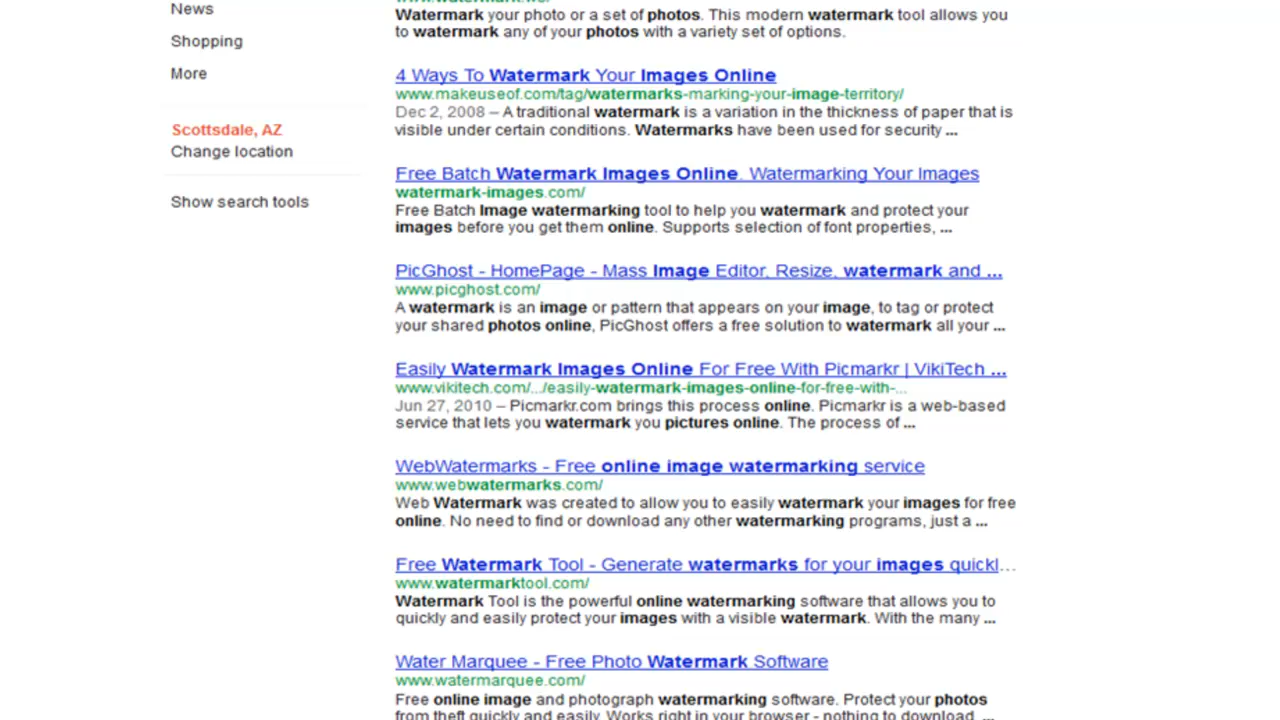 News
Shopping
More
Scottsdale, AZ
Change location
Show search tools
Watermark your photo or a set of photos. This modern watermark tool allows you
to watermark any of your photos with a variety set of options.
4 Ways To Watermark Your Images Online
www.makeuseof.com/tag/watermarks-marking-your-image-territory/
Dec 2, 2008 – A traditional watermark is a variation in the thickness of paper that is
visible under certain conditions. Watermarks have been used for security ...
Free Batch Watermark Images Online. Watermarking Your Images
watermark-images.com/
Free Batch Image watermarking tool to help you watermark and protect your
images before you get them online. Supports selection of font properties, ...
PicGhost - HomePage - Mass Image Editor, Resize, watermark and ...
www.picghost.com/
A watermark is an image or pattern that appears on your image, to tag or protect
your shared photos online, PicGhost offers a free solution to watermark all your ...
Easily Watermark Images Online For Free With Picmarkr | VikiTech ...
www.vikitech.com/.../easily-watermark-images-online-for-free-with-...
Jun 27, 2010 – Picmarkr.com brings this process online. Picmarkr is a web-based
service that lets you watermark you pictures online. The process of ...
WebWatermarks - Free online image watermarking service
www.webwatermarks.com/
Web Watermark was created to allow you to easily watermark your images for free
online. No need to find or download any other watermarking programs, just a ...
Free Watermark Tool - Generate watermarks for your images quickl...
www.watermarktool.com/
Watermark Tool is the powerful online watermarking software that allows you to
quickly and easily protect your images with a visible watermark. With the many ...
Water Marquee - Free Photo Watermark Software
www.watermarquee.com/
Free online image and photograph watermarking software. Protect your photos
from theft quickly and easily. Works right in your browser - nothing to download. ...